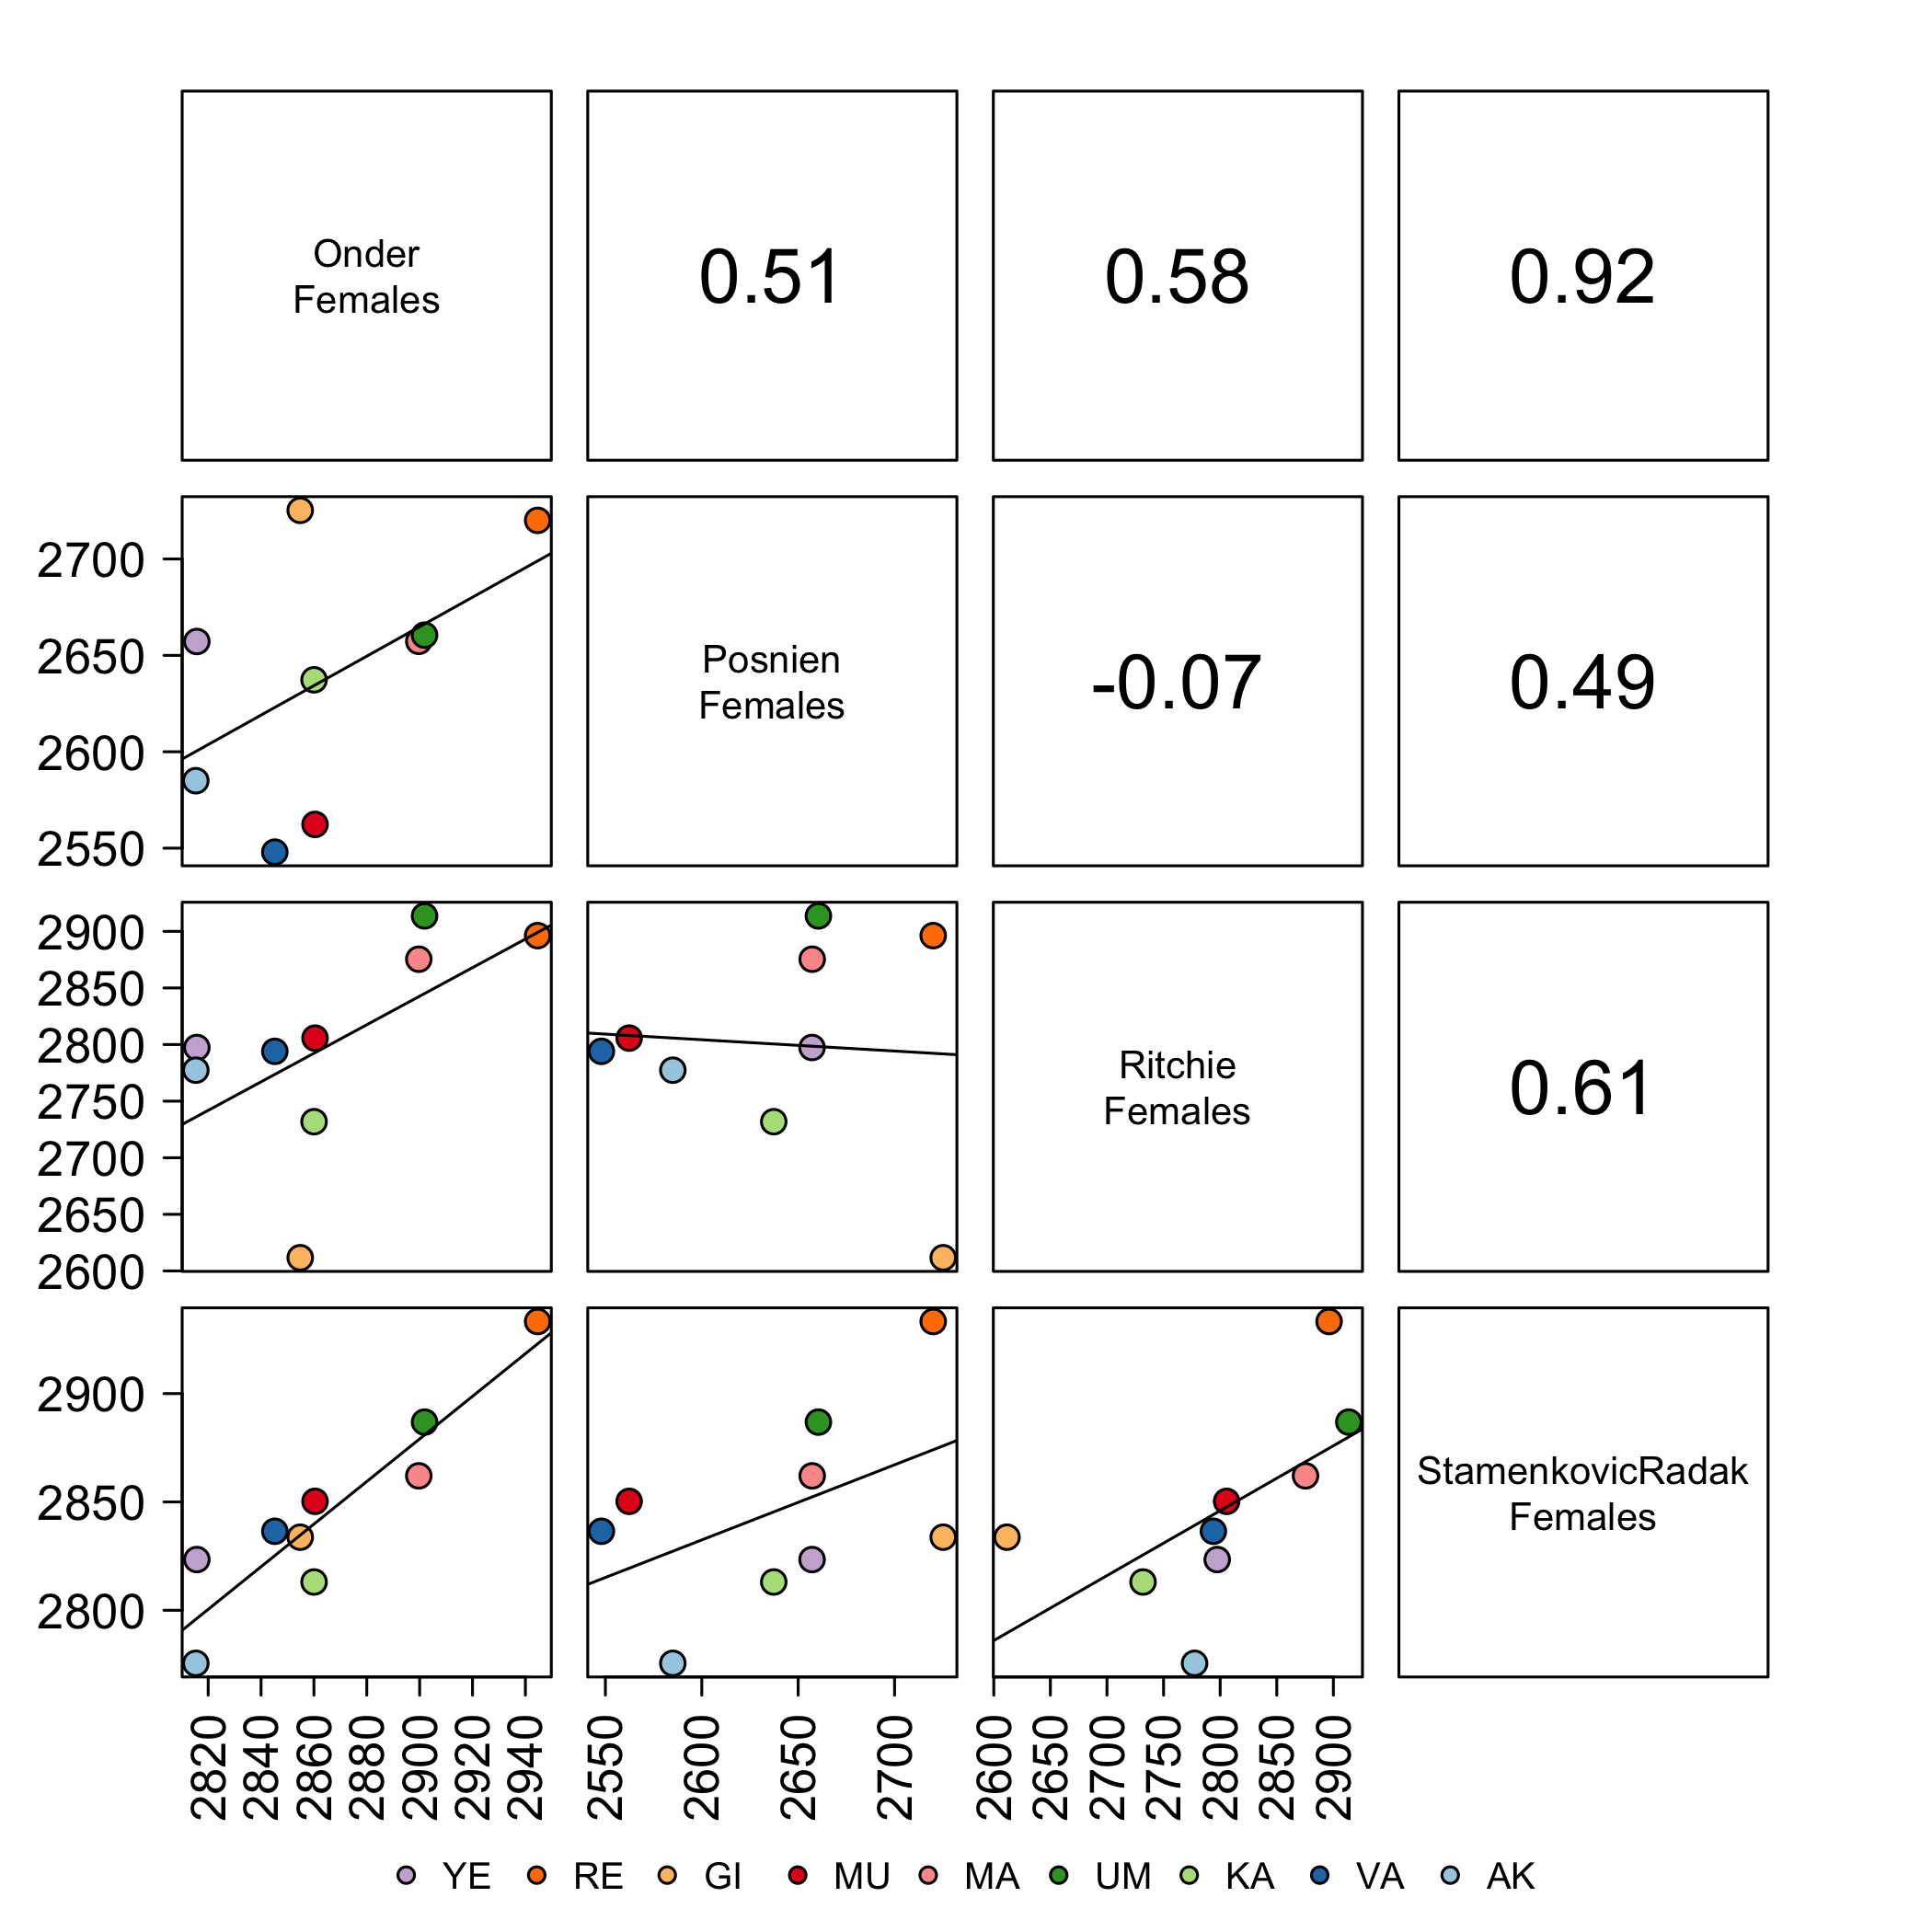 Onder
Females
0.51
0.58
0.92
2700
2650
2600
2550
Posnien
Females
-0.07
0.49
2900
2850
2800
2750
2700
2650
2600
Ritchie
Females
0.61
2900
2850
2800
StamenkovicRadak
Females
2820 2840 2860 2880 2900 2920 2940
2550 2600 2650 2700
2600 2650 2700 2750 2800 2850 2900
YE RE GI MU MA UM KA VA AK